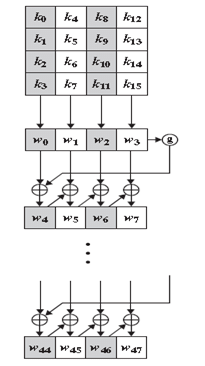 k0 k4 k8 k12
k1 k5 k9 k13
k2 k6 k10 k14
k3 k7 k11 k15
w0 w1 w2 w3 g
w4 w5 w6 w7
w44 w45 w46 w47